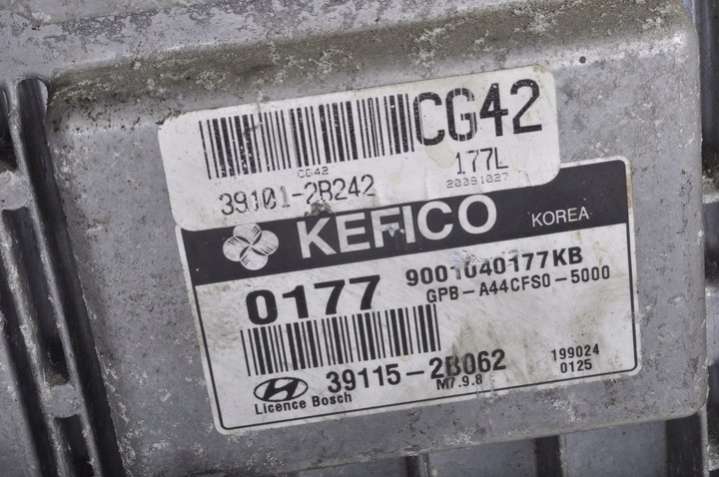 CG42
CG42
39101-2B242
177L
20091027
KEFICO
KOREA
0177
9001040177KB
GPB-A44CFS0-5000
39115-2B062
M7.9.8
199024
0125
Licence Bosch